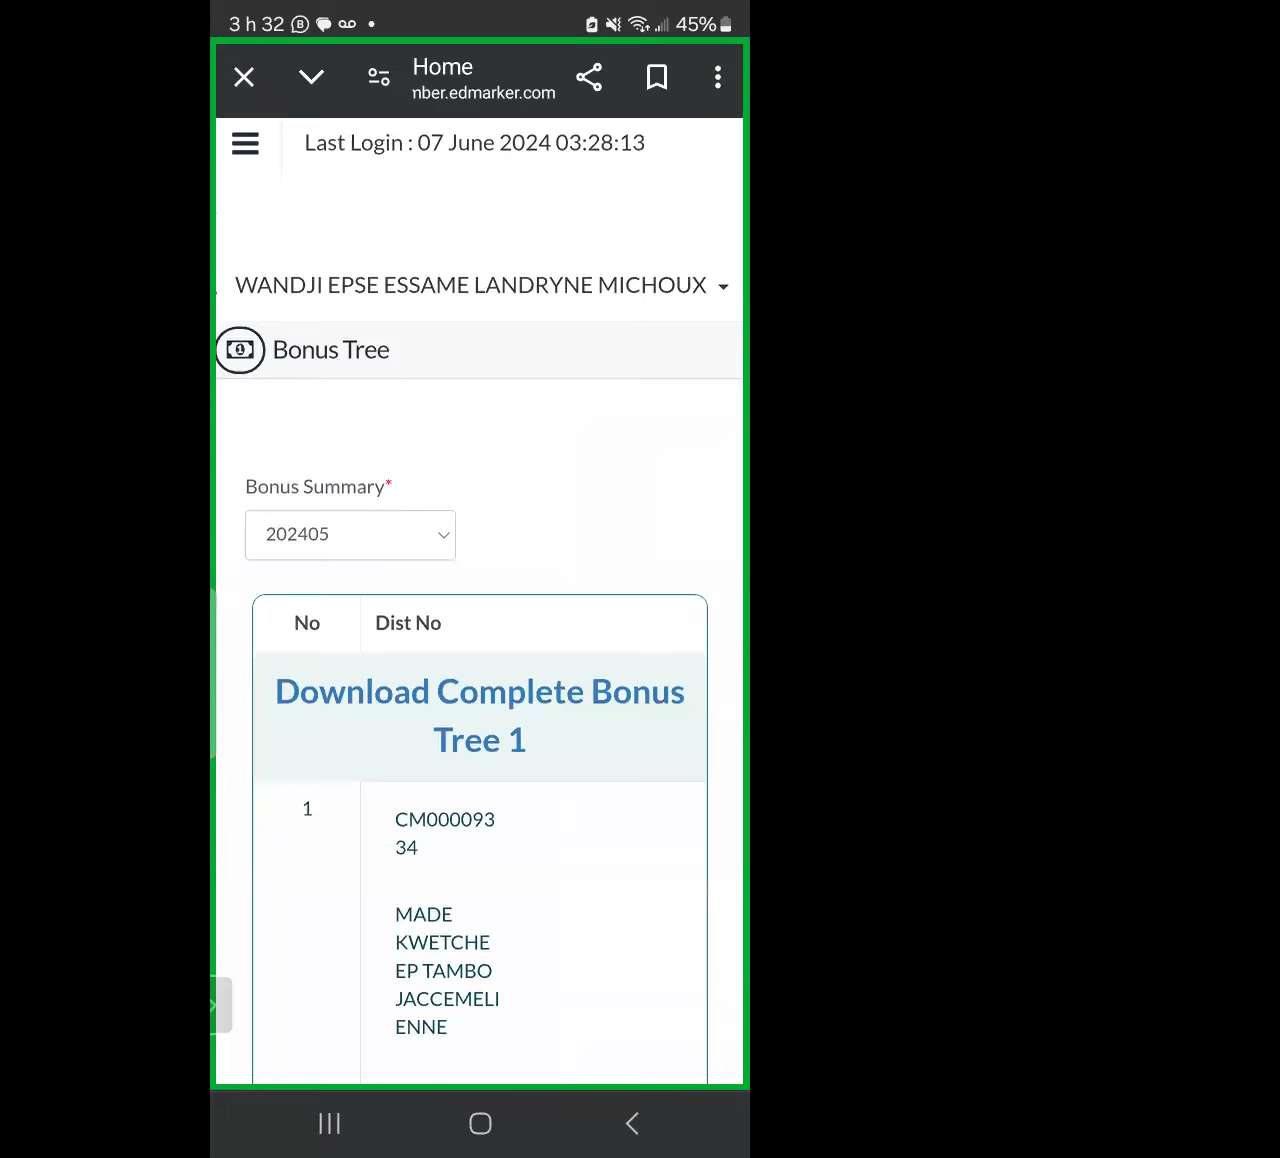 3 h 32
45%
Home
nber.edmarker.com
Last Login : 07 June 2024 03:28:13
WANDJI EPSE ESSAME LANDRYNE MICHOUX
Bonus Tree
Bonus Summary*
202405
No Dist No
Download Complete Bonus
Tree 1
1 CM000093
34
MADE
KWETCHE
EP TAMBO
JACCEMELI
ENNE